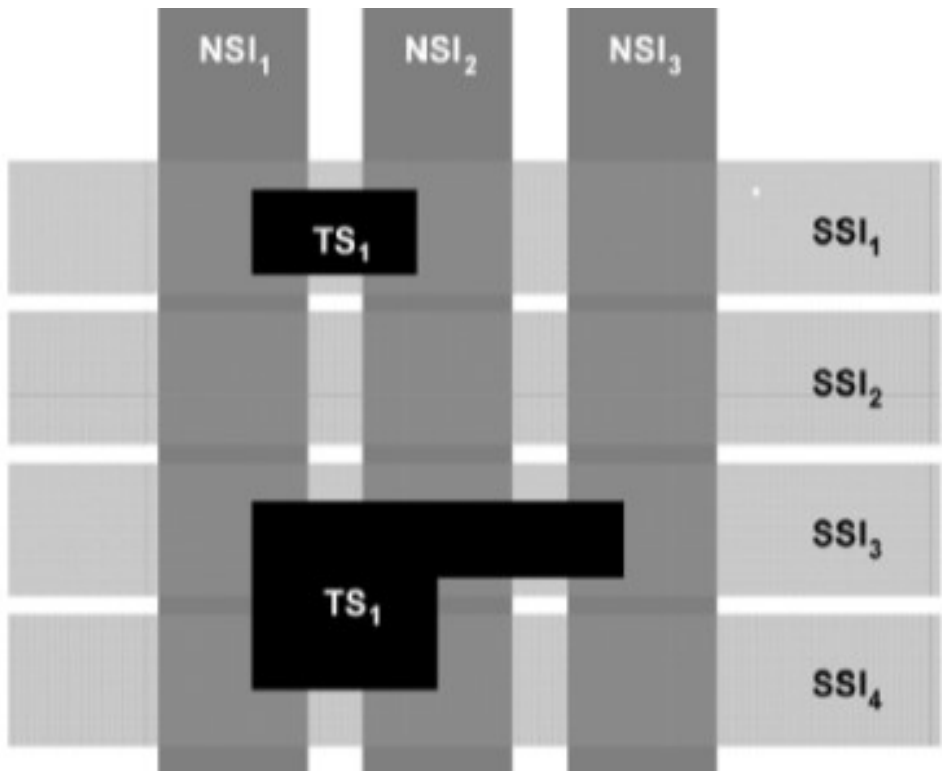 NSI₁ NSI₂ NSI₃
TS₁ SSI₁
SSI₂
SSI₃
TS₁
SSI₄